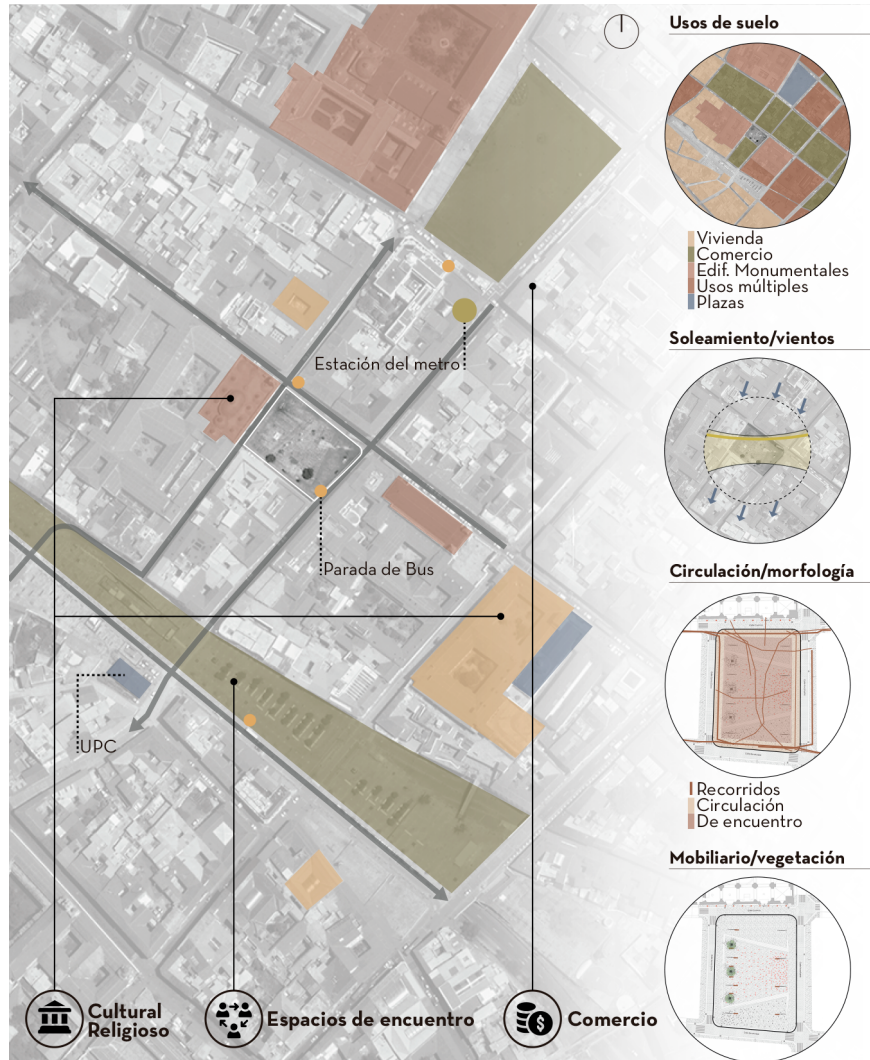 Usos de suelo
Vivienda
Comercio
Edif. Monumentales
Usos múltiples
Plazas
Soleamiento/vientos
Circulación/morfología
Recorridos
Circulación
De encuentro
Mobiliario/vegetación
Estación del metro
Parada de Bus
UPC
Cultural
Religioso
Espacios de encuentro
Comercio